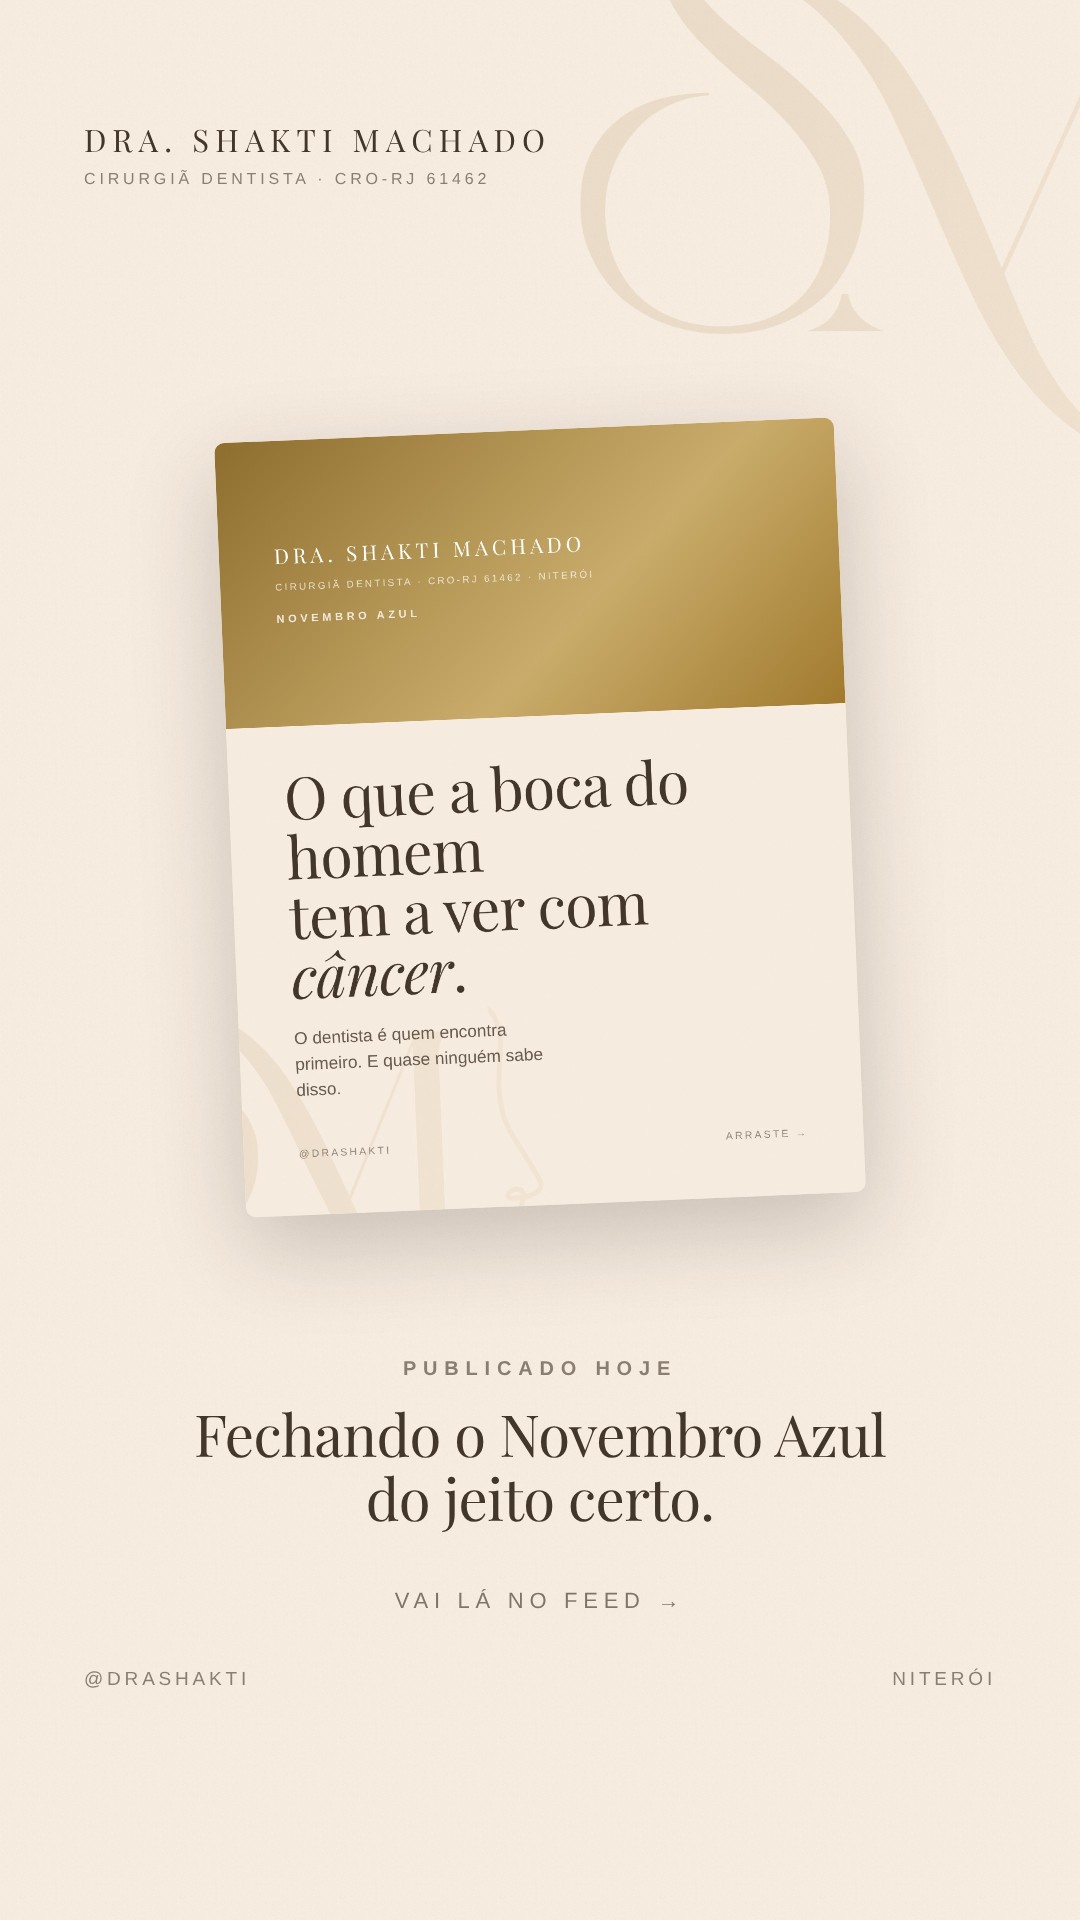 DRA. SHAKTI MACHADO
CIRURGIÃ DENTISTA · CRO-RJ 61462
DRA. SHAKTI MACHADO
CIRURGIÃ DENTISTA · CRO-RJ 61462 · NITERÓI
NOVEMBRO AZUL
O que a boca do
homem
tem a ver com
câncer.
O dentista é quem encontra
primeiro. E quase ninguém sabe
disso.
@DRASHAKTI
ARRASTE →
PUBLICADO HOJE
Fechando o Novembro Azul
do jeito certo.
VAI LÁ NO FEED →
@DRASHAKTI
NITERÓI